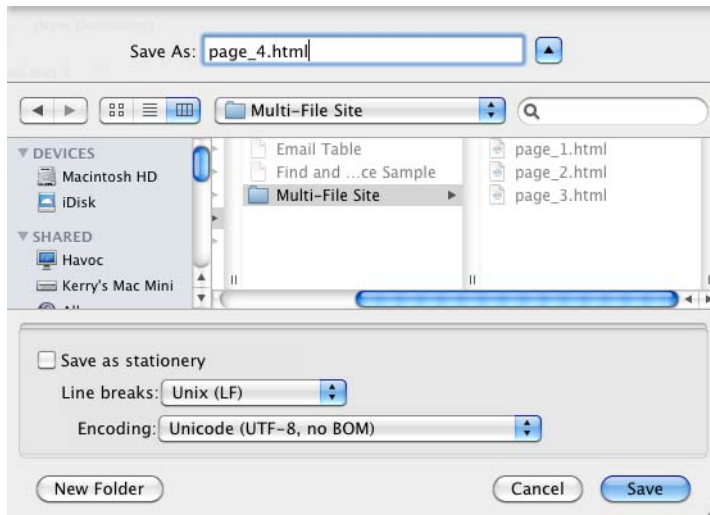 Save As: page_4.html
Multi-File Site
DEVICES
Macintosh HD
iDisk
SHARED
Havoc
Kerry's Mac Mini
Email Table
Find and ...ce Sample
Multi-File Site
page_1.html
page_2.html
page_3.html
Save as stationery
Line breaks: Unix (LF)
Encoding: Unicode (UTF-8, no BOM)
New Folder
Cancel
Save